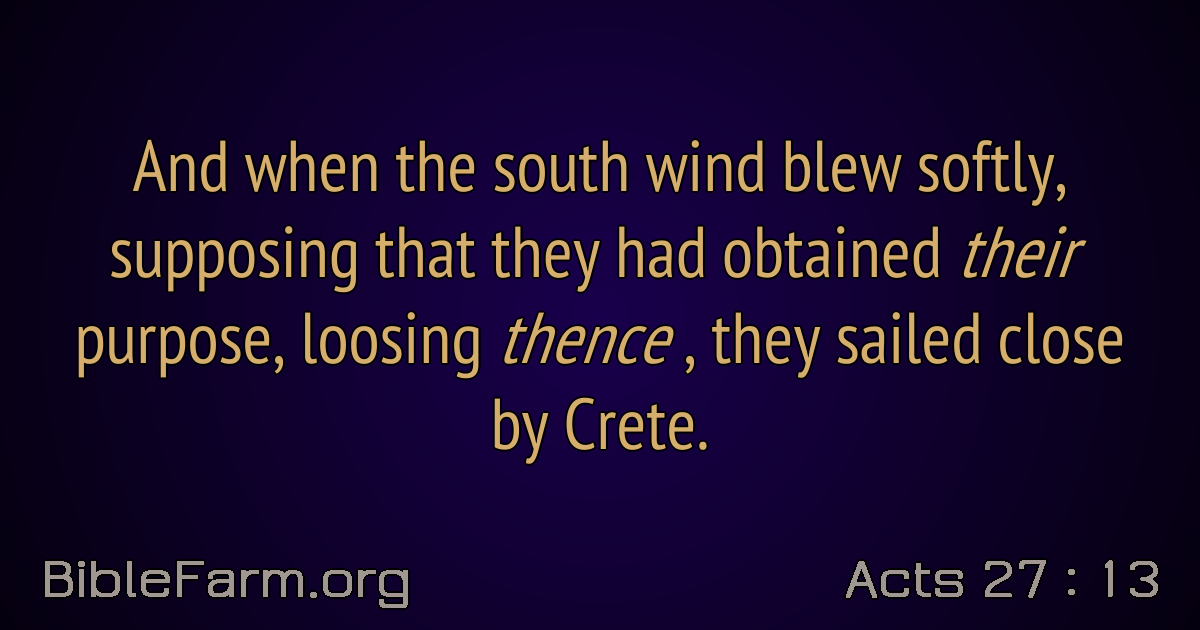 And when the south wind blew softly,
supposing that they had obtained their
purpose, loosing thence , they sailed close
by Crete.
BibleFarm.org
Acts 27 : 13